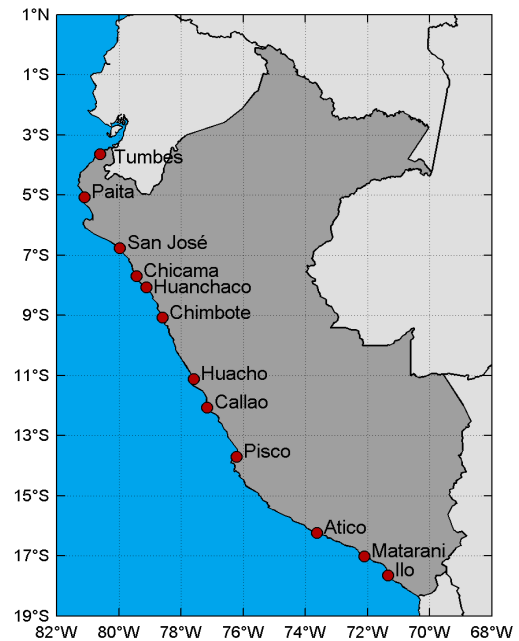 1°N
1°S
3°S
Tumbes
5°S
Paita
7°S
San José
Chicama
Huanchaco
9°S
Chimbote
11°S
Huacho
Callao
13°S
Pisco
15°S
Atico
17°S
Matarani
Ilo
19°S
82°W 80°W 78°W 76°W 74°W 72°W 70°W 68°W